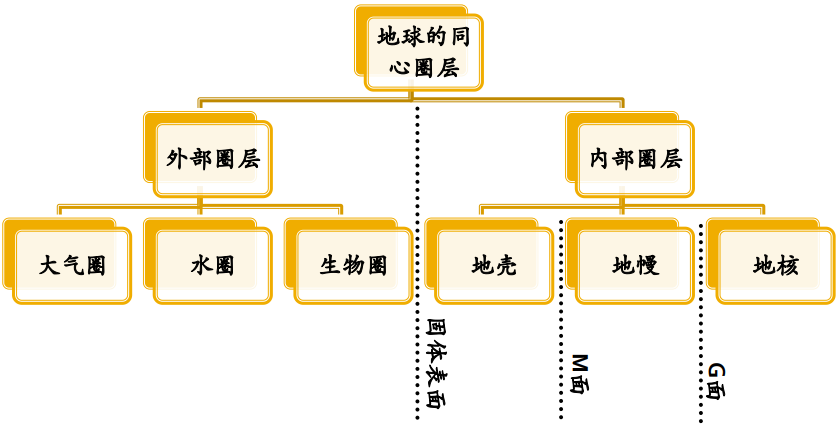 地球的同
心圈层
外部圈层
内部圈层
大气圈
水圈
生物圈
地壳
地慢
地核
固体表面
M面
G面